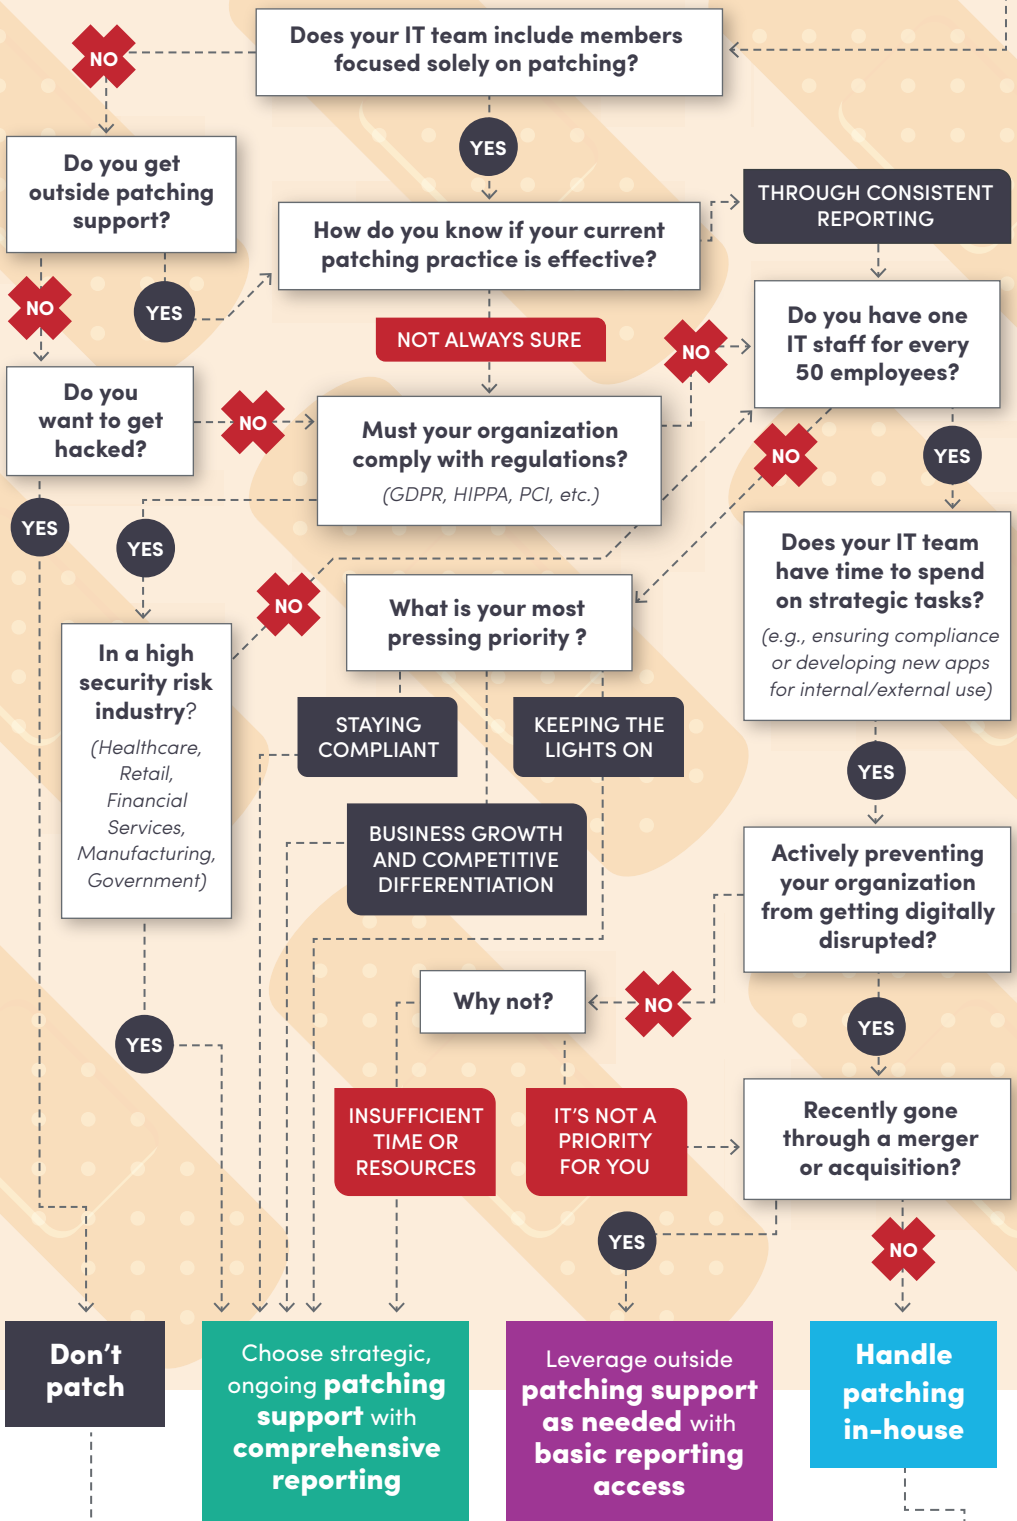 Does your IT team include members
focused solely on patching?
NO
YES
Do you get
outside patching
support?
THROUGH CONSISTENT
REPORTING
How do you know if your current
patching practice is effective?
NO
YES
Do you have one
IT staff for every
50 employees?
NOT ALWAYS SURE
NO
Do you
want to get
hacked?
NO
Must your organization
comply with regulations?
(GDPR, HIPPA, PCI, etc.)
NO
YES
YES
YES
Does your IT team
have time to spend
on strategic tasks?
(e.g., ensuring compliance
or developing new apps
for internal/external use)
NO
What is your most
pressing priority ?
In a high
security risk
industry?
(Healthcare,
Retail,
Financial
Services,
Manufacturing,
Government)
STAYING
COMPLIANT
KEEPING THE
LIGHTS ON
YES
BUSINESS GROWTH
AND COMPETITIVE
DIFFERENTIATION
Actively preventing
your organization
from getting digitally
disrupted?
Why not?
NO
YES
YES
INSUFFICIENT
TIME OR
RESOURCES
IT'S NOT A
PRIORITY
FOR YOU
Recently gone
through a merger
or acquisition?
YES
NO
Don't
patch
Choose strategic,
ongoing patching
support with
comprehensive
reporting
Leverage outside
patching support
as needed with
basic reporting
access
Handle
patching
in-house